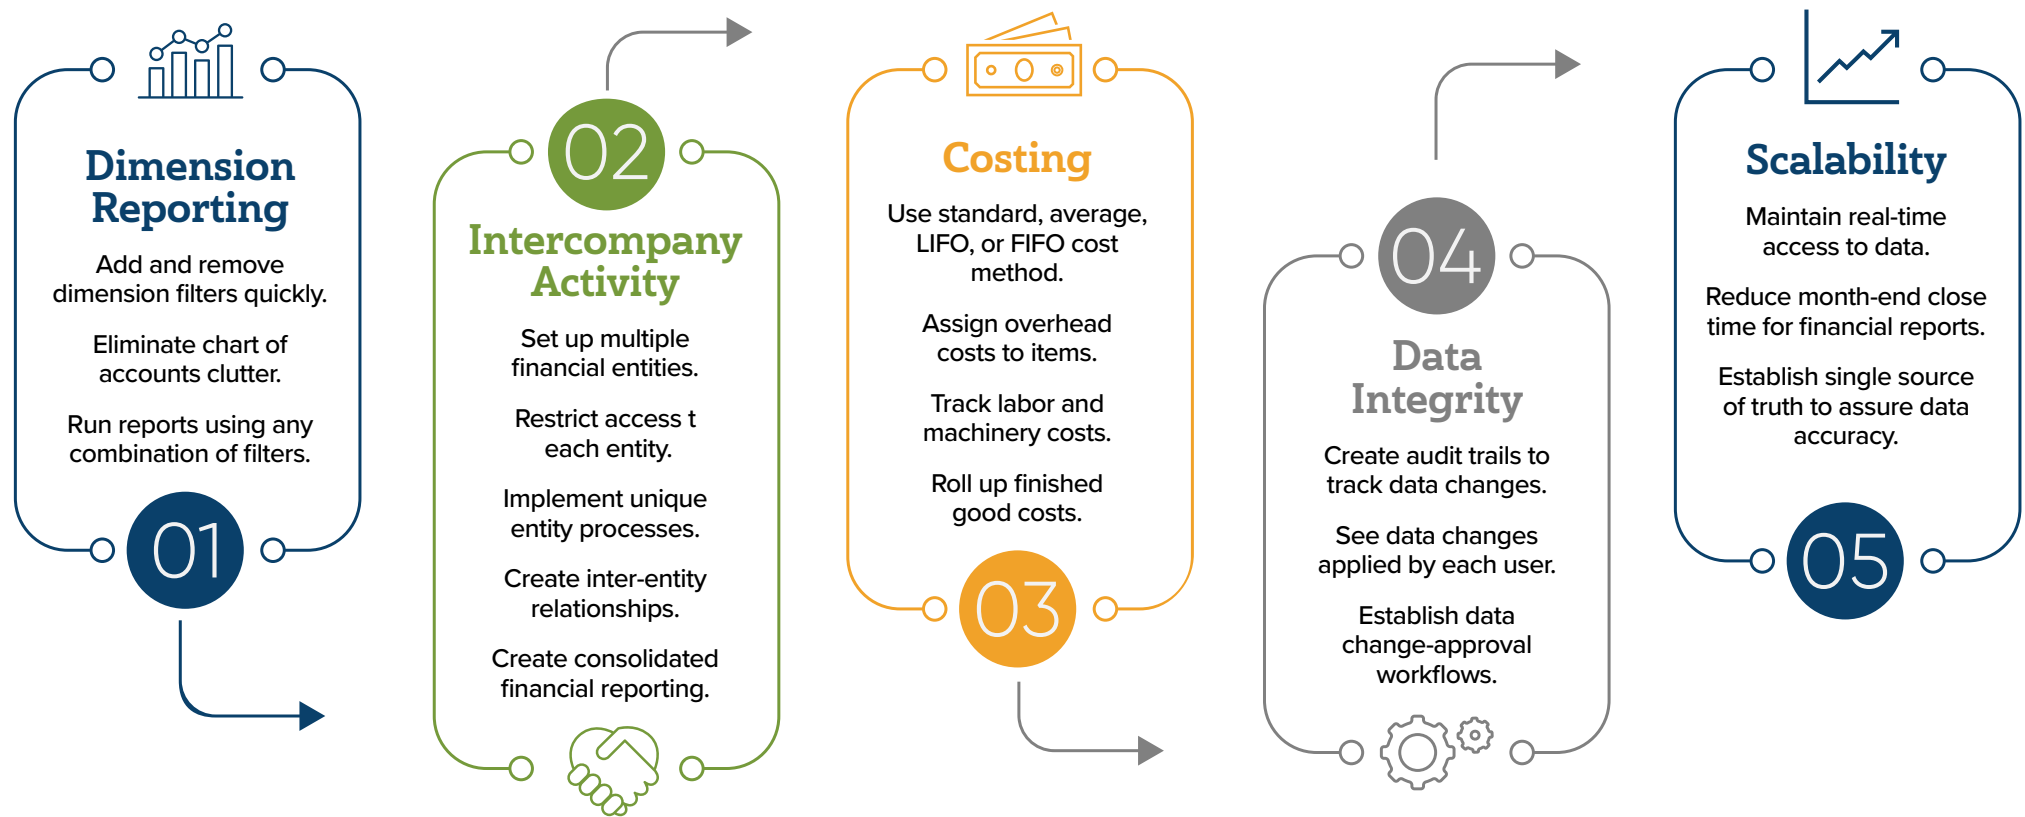 Dimension
Reporting
Add and remove
dimension filters quickly.
Eliminate chart of
accounts clutter.
Run reports using any
combination of filters.
01
02
Intercompany
Activity
Set up multiple
financial entities.
Restrict access t
each entity.
Implement unique
entity processes.
Create inter-entity
relationships.
Create consolidated
financial reporting.
Costing
Use standard, average,
LIFO, or FIFO cost
method.
Assign overhead
costs to items.
Track labor and
machinery costs.
Roll up finished
good costs.
03
04
Data
Integrity
Create audit trails to
track data changes.
See data changes
applied by each user.
Establish data
change-approval
workflows.
Scalability
Maintain real-time
access to data.
Reduce month-end close
time for financial reports.
Establish single source
of truth to assure data
accuracy.
05